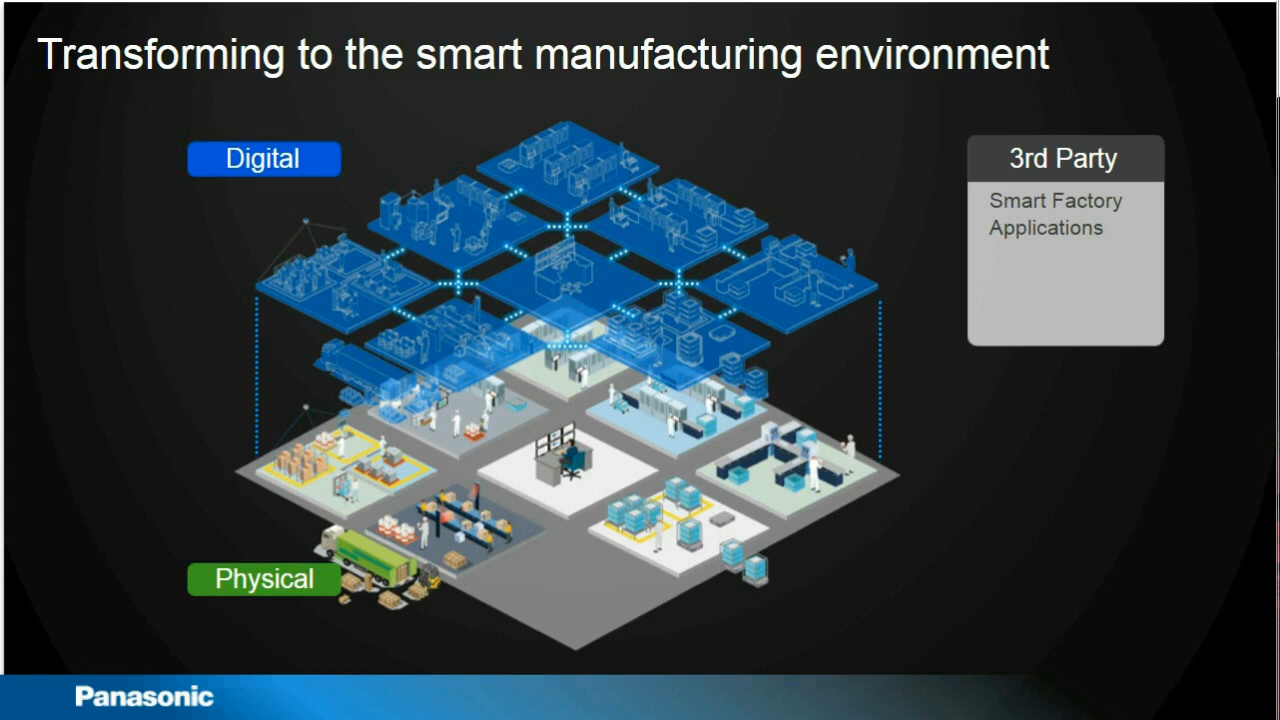 Transforming to the smart manufacturing environment
Digital
3rd Party
Smart Factory
Applications
Physical
Panasonic